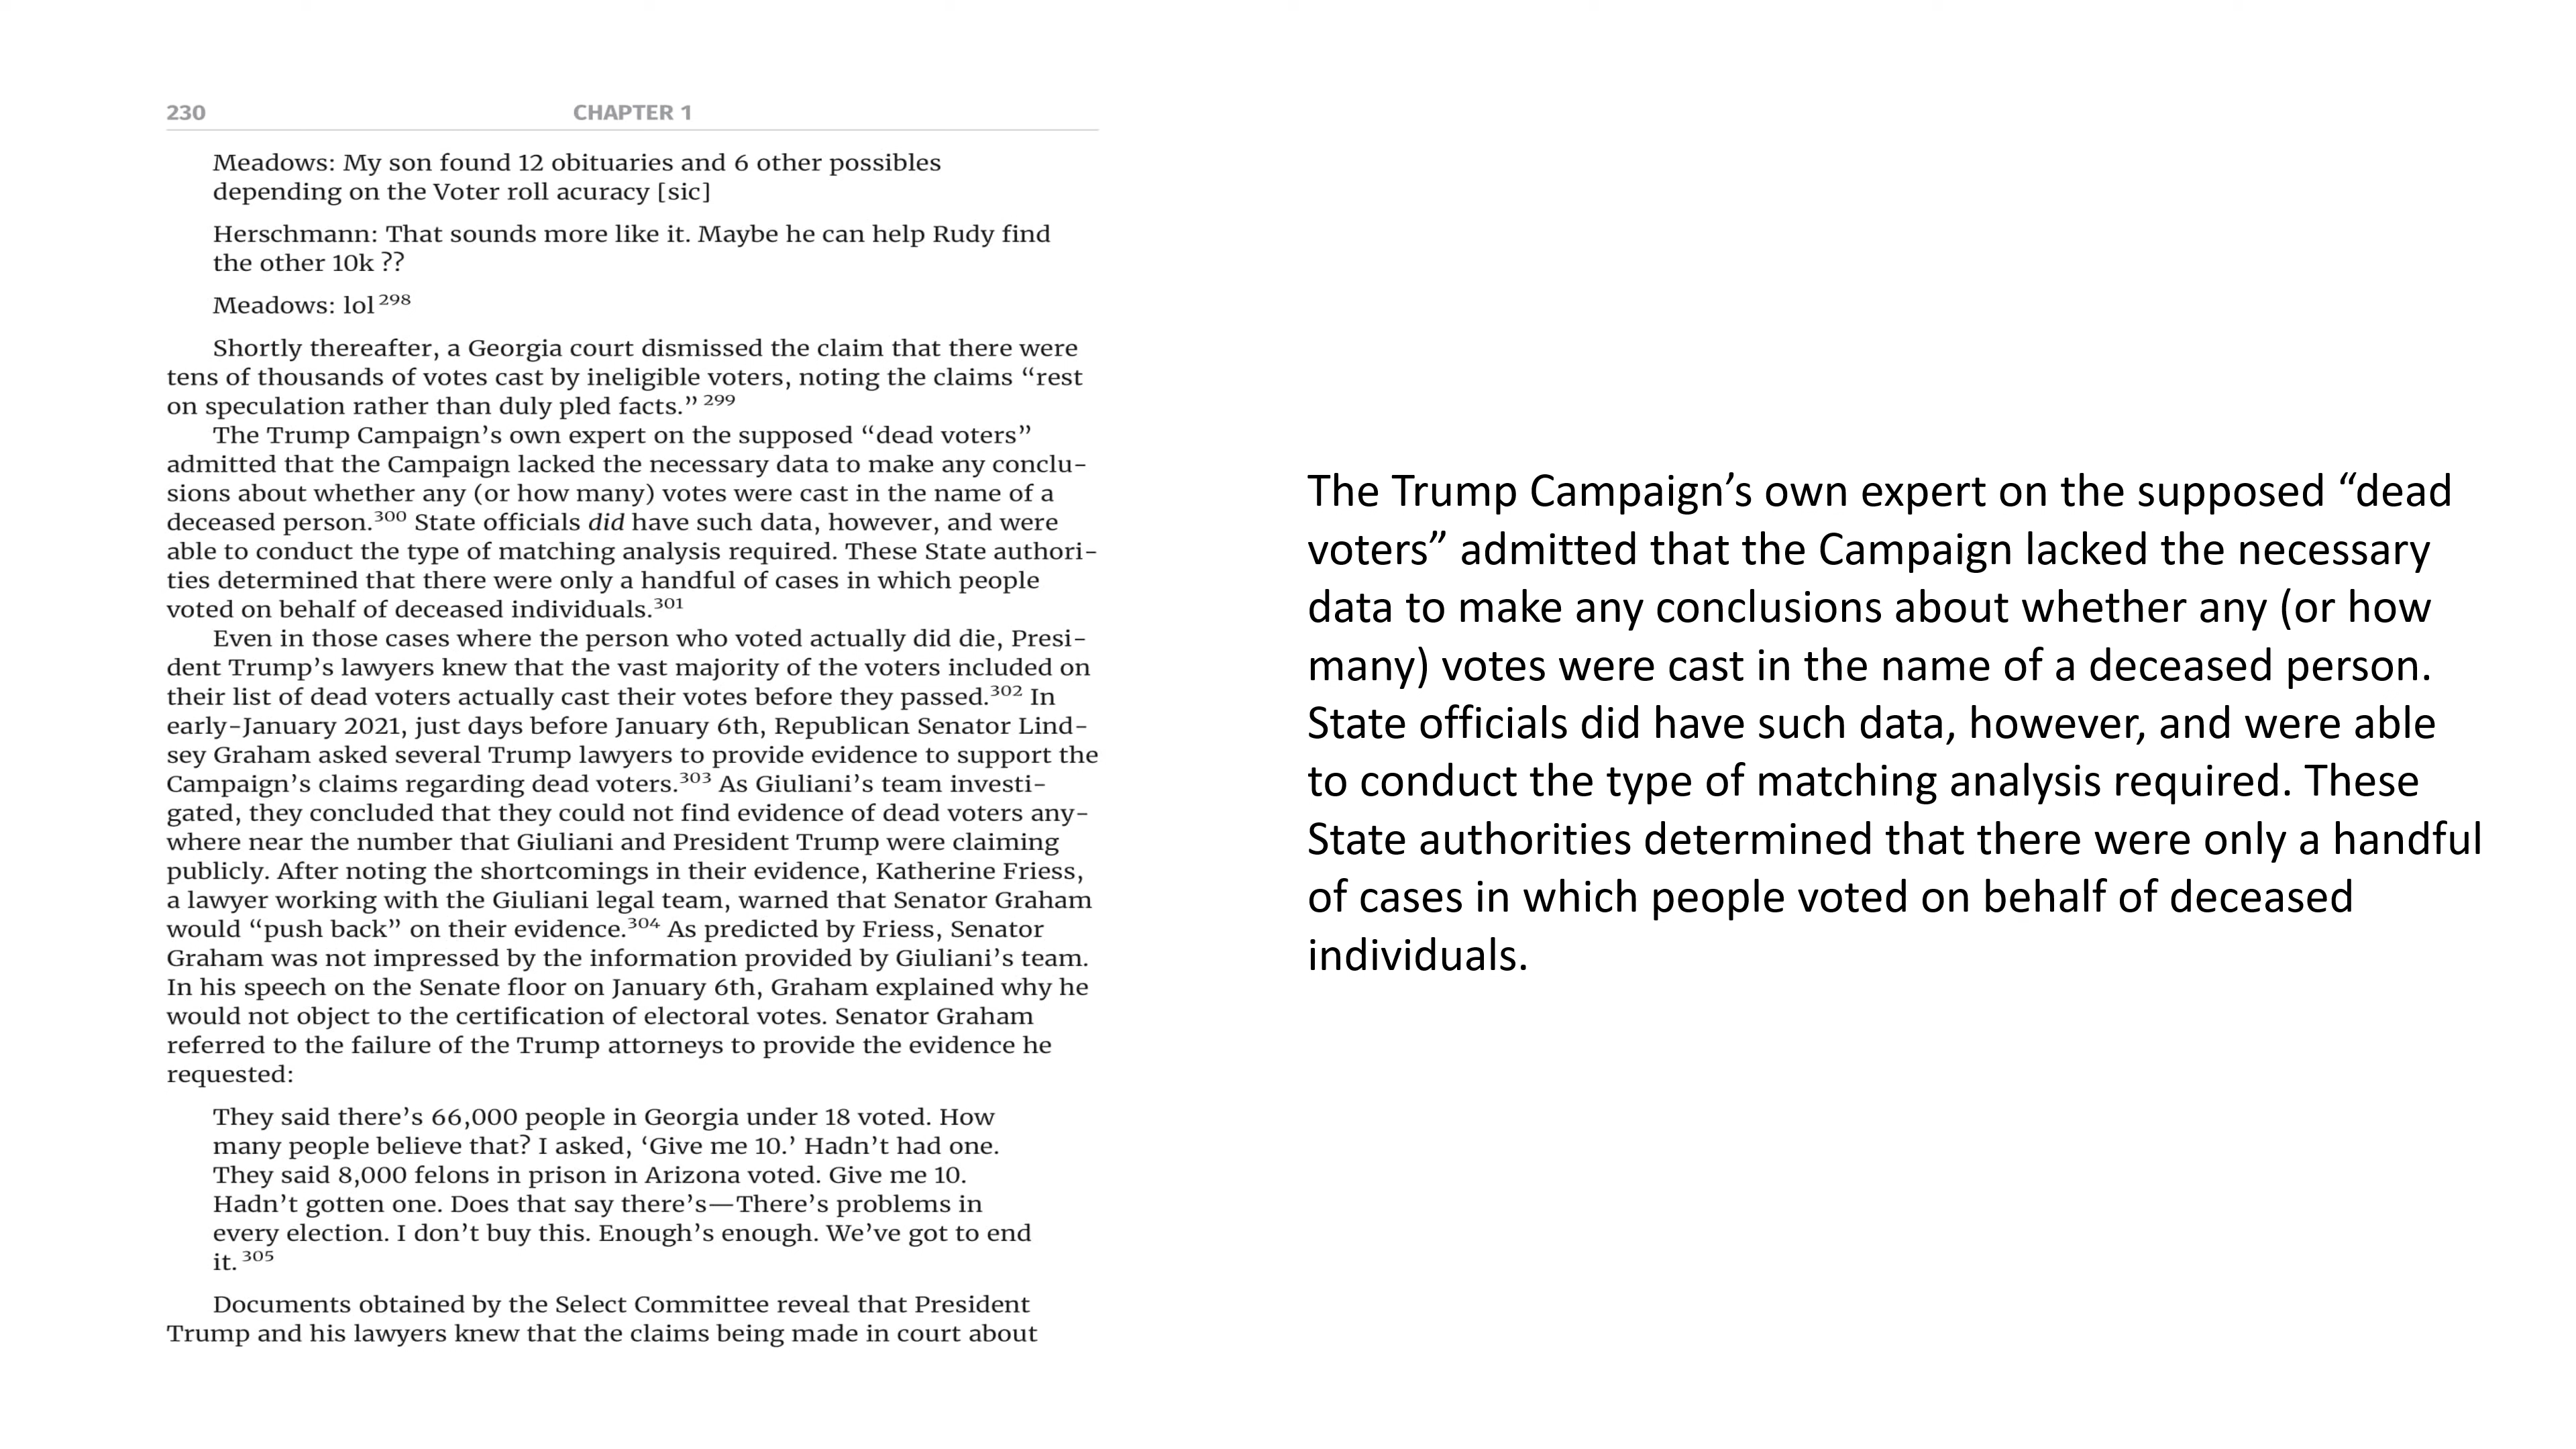 230 CHAPTER 1
Meadows: My son found 12 obituaries and 6 other possibles
depending on the Voter roll acuracy [sic]
Herschmann: That sounds more like it. Maybe he can help Rudy find
the other 10k ??
Meadows: lol 298
Shortly thereafter, a Georgia court dismissed the claim that there were
tens of thousands of votes cast by ineligible voters, noting the claims “rest
on speculation rather than duly pled facts.” 299
The Trump Campaign’s own expert on the supposed “dead voters”
admitted that the Campaign lacked the necessary data to make any conclu-
sions about whether any (or how many) votes were cast in the name of a
deceased person.300 State officials did have such data, however, and were
able to conduct the type of matching analysis required. These State authori-
ties determined that there were only a handful of cases in which people
voted on behalf of deceased individuals.301
Even in those cases where the person who voted actually did die, Presi-
dent Trump’s lawyers knew that the vast majority of the voters included on
their list of dead voters actually cast their votes before they passed.302 In
early-January 2021, just days before January 6th, Republican Senator Lind-
sey Graham asked several Trump lawyers to provide evidence to support the
Campaign’s claims regarding dead voters.303 As Giuliani’s team investi-
gated, they concluded that they could not find evidence of dead voters any-
where near the number that Giuliani and President Trump were claiming
publicly. After noting the shortcomings in their evidence, Katherine Friess,
a lawyer working with the Giuliani legal team, warned that Senator Graham
would “push back” on their evidence.304 As predicted by Friess, Senator
Graham was not impressed by the information provided by Giuliani’s team.
In his speech on the Senate floor on January 6th, Graham explained why he
would not object to the certification of electoral votes. Senator Graham
referred to the failure of the Trump attorneys to provide the evidence he
requested:
They said there’s 66,000 people in Georgia under 18 voted. How
many people believe that? I asked, ‘Give me 10.’ Hadn’t had one.
They said 8,000 felons in prison in Arizona voted. Give me 10.
Hadn’t gotten one. Does that say there’s—There’s problems in
every election. I don’t buy this. Enough’s enough. We’ve got to end
it. 305
Documents obtained by the Select Committee reveal that President
Trump and his lawyers knew that the claims being made in court about
The Trump Campaign’s own expert on the supposed “dead
voters” admitted that the Campaign lacked the necessary
data to make any conclusions about whether any (or how
many) votes were cast in the name of a deceased person.
State officials did have such data, however, and were able
to conduct the type of matching analysis required. These
State authorities determined that there were only a handful
of cases in which people voted on behalf of deceased
individuals.